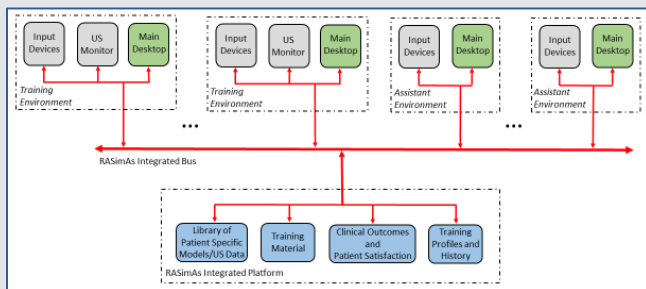 Input
Devices
US
Monitor
Main
Desktop
Training
Environment
Input
Devices
US
Monitor
Main
Desktop
Training
Environment
Input
Devices
Main
Desktop
Assistant
Environment
Input
Devices
Main
Desktop
Assistant
Environment
...
...
RASimAs Integrated Bus
Library of
Patient Specific
Models/US Data
Training
Material
Clinical Outcomes
and
Patient Satisfaction
Training
Profiles and
History
RASimAs Integrated Platform